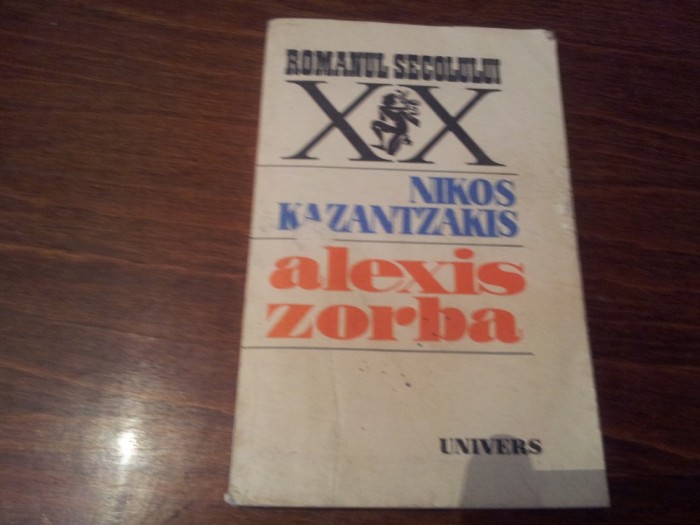 ROMANUL SECOLULUI
XX
NIKOS
KAZANTZAKIS
alexis
zorba
UNIVERS